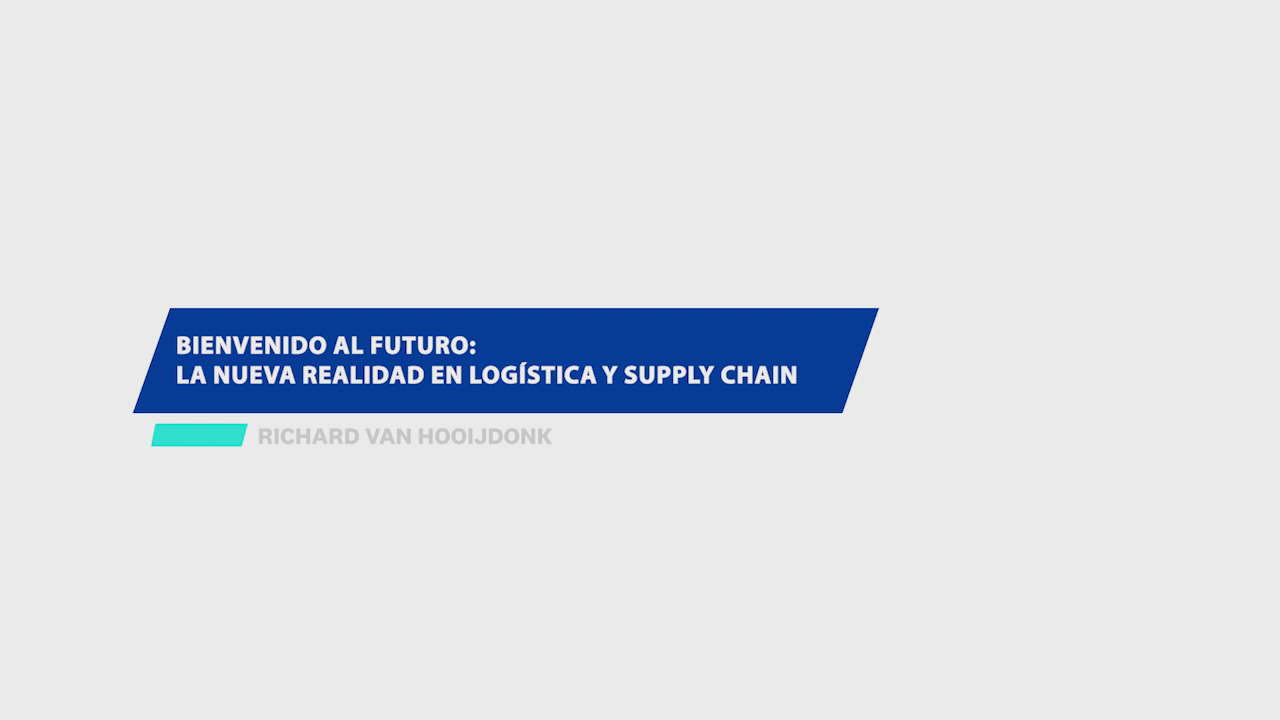 BIENVENIDO AL FUTURO:
LA NUEVA REALIDAD EN LOGÍSTICA Y SUPPLY CHAIN
RICHARD VAN HOOIJDONK